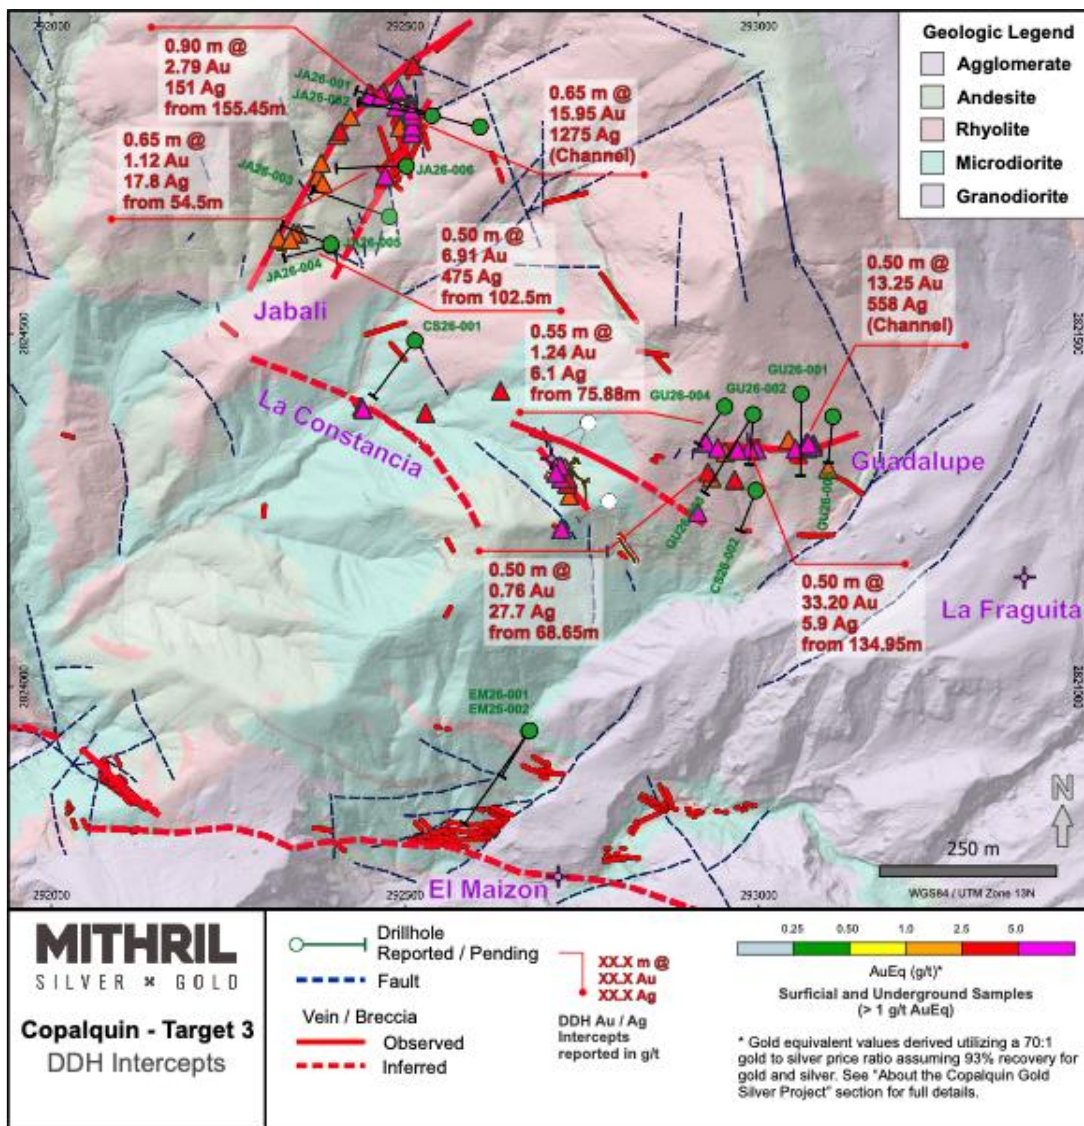 292000
292500
293000
Geologic Legend
Agglomerate
Andesite
Rhyolite
Microdiorite
Granodiorite
0.90 m @
2.79 Au
151 Ag
from 155.45m
JA26-001
JA26-002
0.65 m @
15.95 Au
1275 Ag
(Channel)
0.65 m @
1.12 Au
17.8 Ag
from 54.5m
JA26-003
JA26-006
JA26-005
JA26-004
0.50 m @
6.91 Au
475 Ag
from 102.5m
0.50 m @
13.25 Au
558 Ag
(Channel)
Jabali
CS26-001
2824500
2821500
0.55 m @
1.24 Au
6.1 Ag
from 75.88m
GU26-004
GU26-002
GU26-001
La Constancia
Guadalupe
CS26-002
0.50 m @
0.76 Au
27.7 Ag
from 68.65m
0.50 m @
33.20 Au
5.9 Ag
from 134.95m
La Fraguita
2824000
EM26-001
EM26-002
N
El Maizon
250 m
WGS84 / UTM Zone 13N
292000
292500
293000
MITHRIL
SILVER GOLD
Copalquin - Target 3
DDH Intercepts
Drillhole
Reported / Pending
Fault
Vein / Breccia
Observed
Inferred
XX.X m @
XX.X Au
XX.X Ag
DDH Au / Ag
Intercepts
reported in g/t
0.25 0.50 1.0 2.5 5.0
AuEq (g/t)*
Surficial and Underground Samples
(> 1 g/t AuEq)
* Gold equivalent values derived utilizing a 70:1
gold to silver price ratio assuming 93% recovery for
gold and silver. See "About the Copalquin Gold
Silver Project" section for full details.